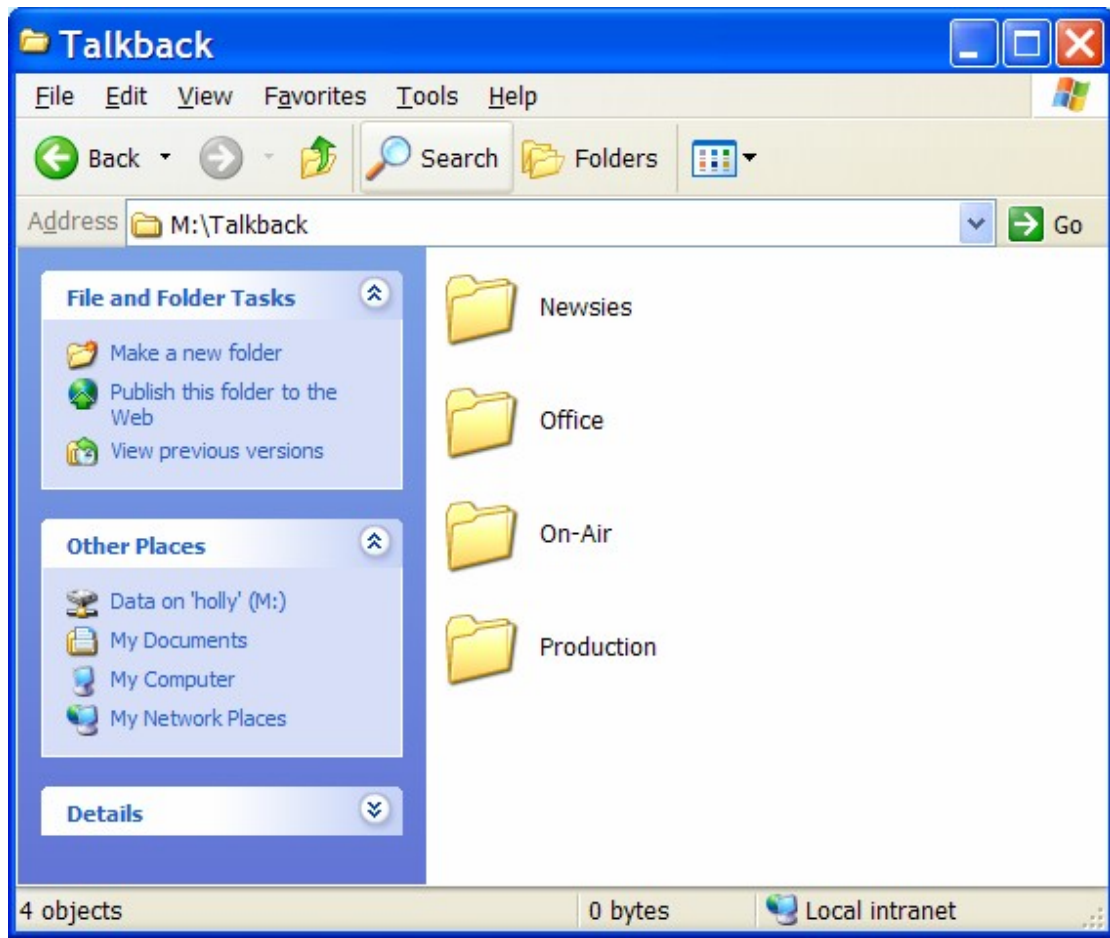 Talkback
File Edit View Favorites Tools Help
Back Search Folders
Address M:\Talkback Go
File and Folder Tasks
Make a new folder
Publish this folder to the
Web
View previous versions
Other Places
Data on 'holly' (M:)
My Documents
My Computer
My Network Places
Details
Newsies
Office
On-Air
Production
4 objects 0 bytes Local intranet